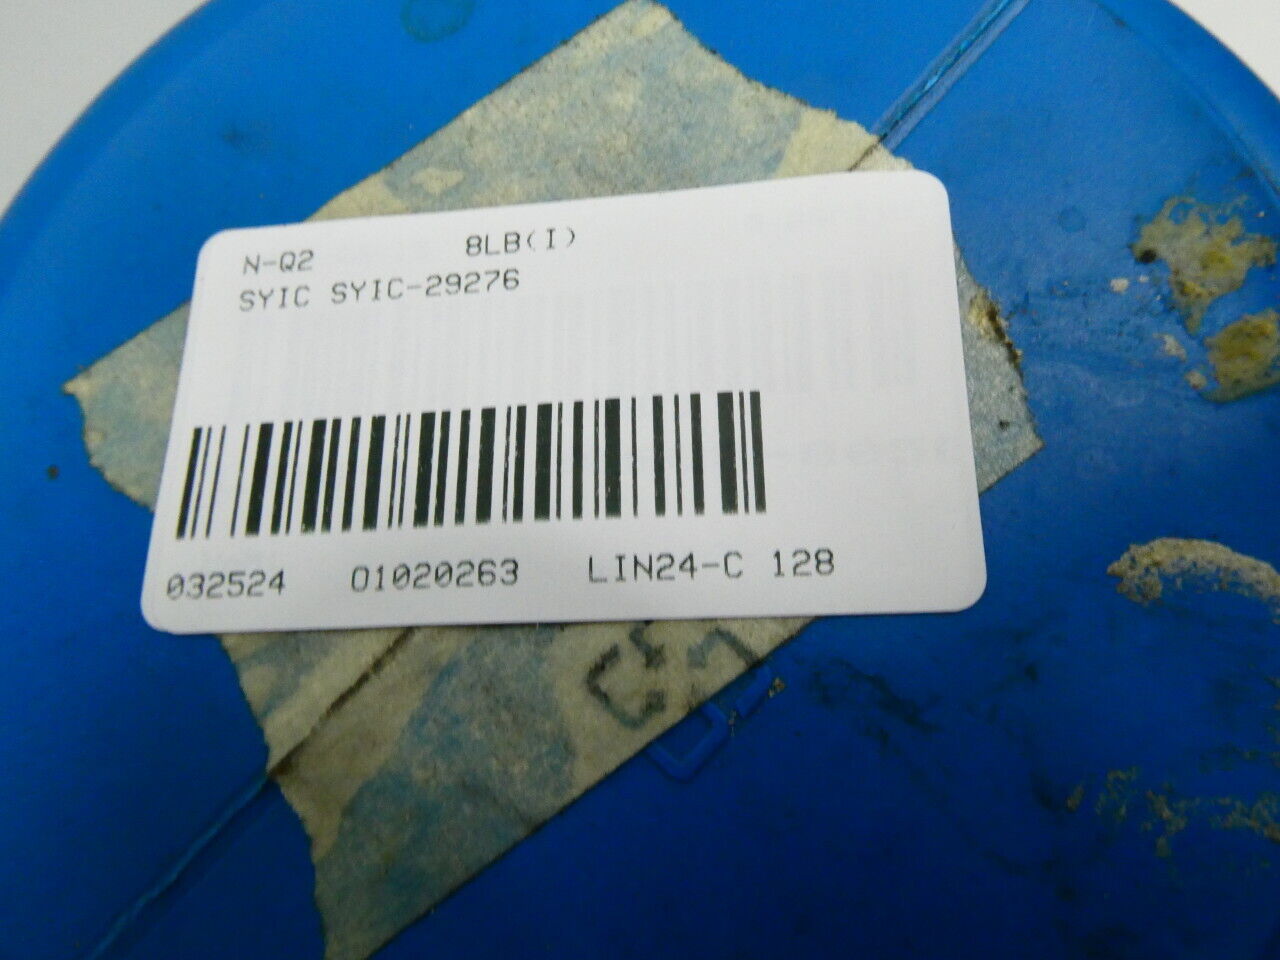 N-Q2 8LB(I)
SYIC SYIC-29276
032524 01020263 LIN24-C 128